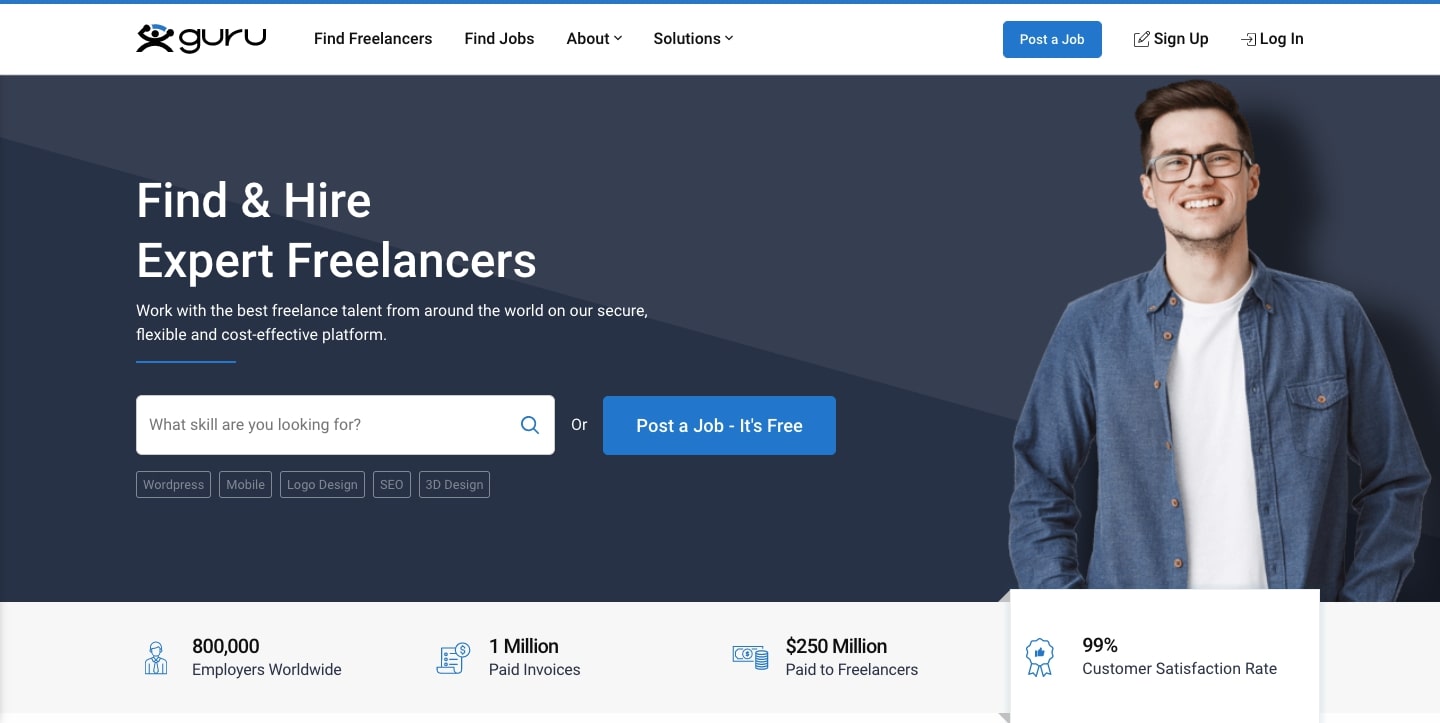 guru
Find Freelancers
Find Jobs
About
Solutions
Post a Job
Sign Up
Log In
Find & Hire
Expert Freelancers
Work with the best freelance talent from around the world on our secure,
flexible and cost-effective platform.
What skill are you looking for?
Or
Post a Job - It's Free
Wordpress
Mobile
Logo Design
SEO
3D Design
800,000
Employers Worldwide
1 Million
Paid Invoices
$250 Million
Paid to Freelancers
99%
Customer Satisfaction Rate